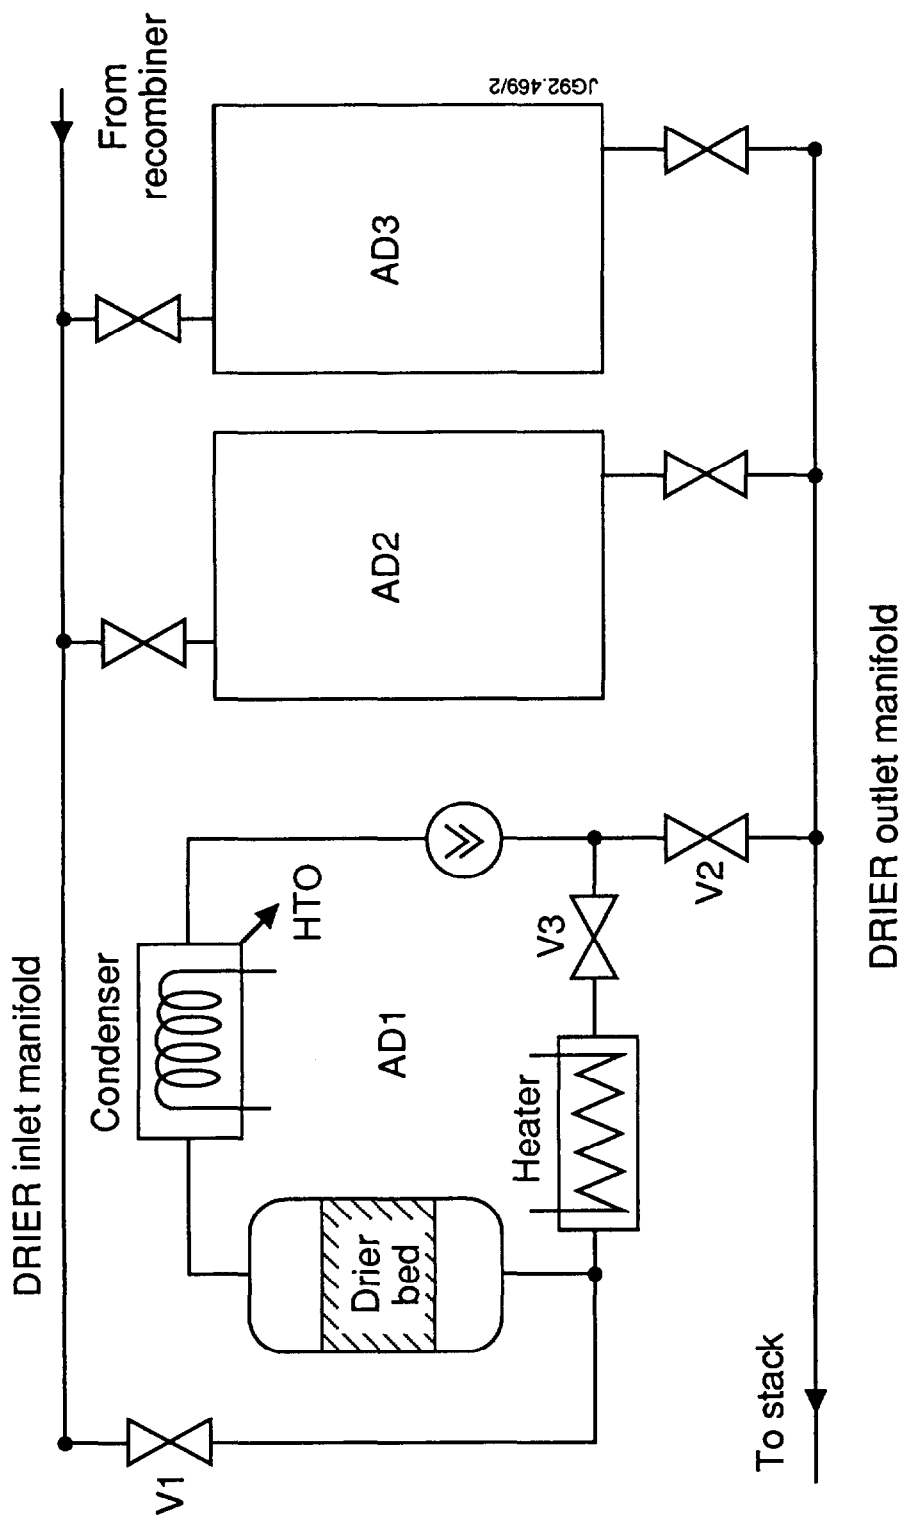 DRIER inlet manifold
From
recombiner
V1
Condenser
HTO
Drier
bed
AD1
AD2
AD3
Heater
V3
V2
JG92.469/2
To stack
DRIER outlet manifold